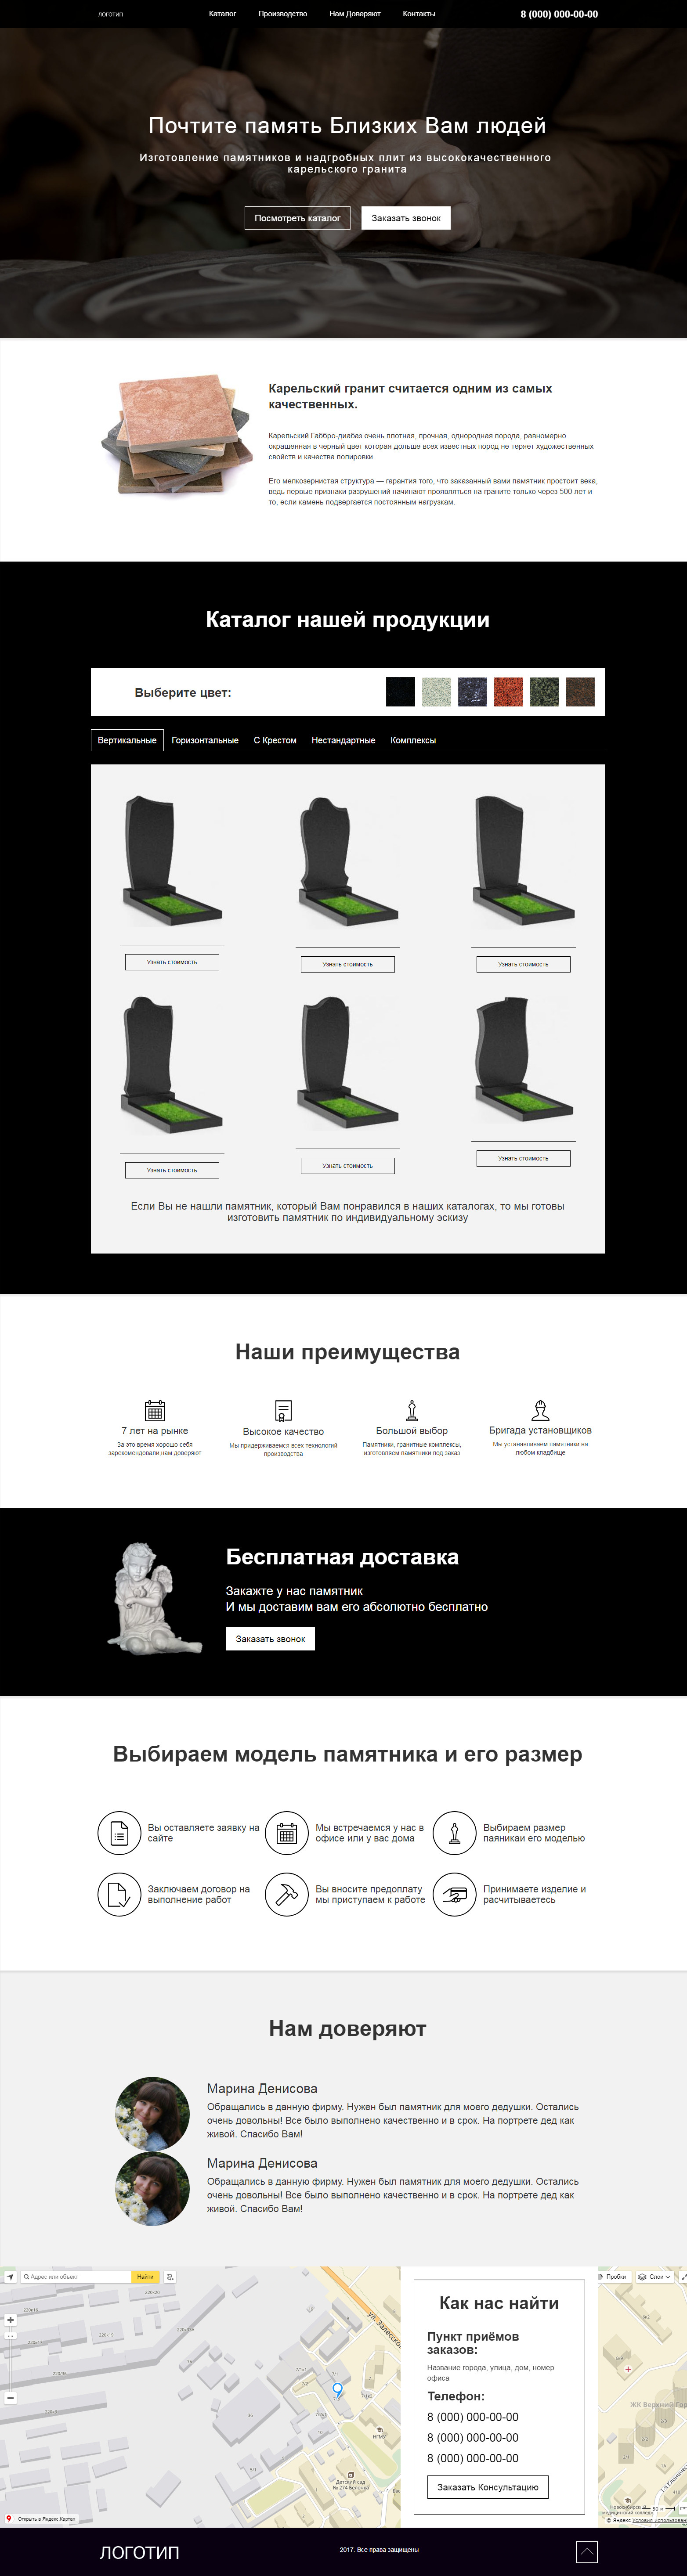 ЛОГОТИП
Каталог
Производство
Нам Доверяют
Контакты
8 (000) 000-00-00
Почтите память Близких Вам людей
Изготовление памятников и надгробных плит из высококачественного
карельского гранита
Посмотреть каталог
Заказать звонок
Карельский гранит считается одним из самых
качественных.
Карельский Габбро-диабаз очень плотная, прочная, однородная порода, равномерно
окрашенная в черный цвет которая дольше всех известных пород не теряет художественных
свойств и качества полировки.
Его мелкозернистая структура — гарантия того, что заказанный вами памятник простоит века,
ведь первые признаки разрушений начинают проявляться на граните только через 500 лет и
то, если камень подвергается постоянным нагрузкам.
Каталог нашей продукции
Выберите цвет:
Вертикальные
Горизонтальные
С Крестом
Нестандартные
Комплексы
Узнать стоимость
Узнать стоимость
Узнать стоимость
Узнать стоимость
Узнать стоимость
Узнать стоимость
Если Вы не нашли памятник, который Вам понравился в наших каталогах, то мы готовы
изготовить памятник по индивидуальному эскизу
Наши преимущества
7 лет на рынке
За это время хорошо себя
зарекомендовали,нам доверяют
Высокое качество
Мы придерживаемся всех технологий
производства
Большой выбор
Памятники, гранитные комплексы,
изготовляем памятники под заказ
Бригада установщиков
Мы устанавливаем памятники на
любом кладбище
Бесплатная доставка
Закажте у нас памятник
И мы доставим вам его абсолютно бесплатно
Заказать звонок
Выбираем модель памятника и его размер
Вы оставляете заявку на
сайте
Мы встречаемся у нас в
офисе или у вас дома
Выбираем размер
паяникаи его моделью
Заключаем договор на
выполнение работ
Вы вносите предоплату
мы приступаем к работе
Принимаете изделие и
расчитываетесь
Нам доверяют
Марина Денисова
Обращались в данную фирму. Нужен был памятник для моего дедушки. Остались
очень довольны! Все было выполнено качественно и в срок. На портрете дед как
живой. Спасибо Вам!
Марина Денисова
Обращались в данную фирму. Нужен был памятник для моего дедушки. Остались
очень довольны! Все было выполнено качественно и в срок. На портрете дед как
живой. Спасибо Вам!
Адрес или объект
Найти
Пробки
Слои
НГМУ
Детский сад
№ 274 Белочка
ЖК Верхний Гор
Новосибирский
медицинский колледж
50 м
Открыть в Яндекс.Картах
© Яндекс Условия использован
Как нас найти
Пункт приёмов
заказов:
Название города, улица, дом, номер
офиса
Телефон:
8 (000) 000-00-00
8 (000) 000-00-00
8 (000) 000-00-00
Заказать Консультацию
ЛОГОТИП
2017. Все права защищены